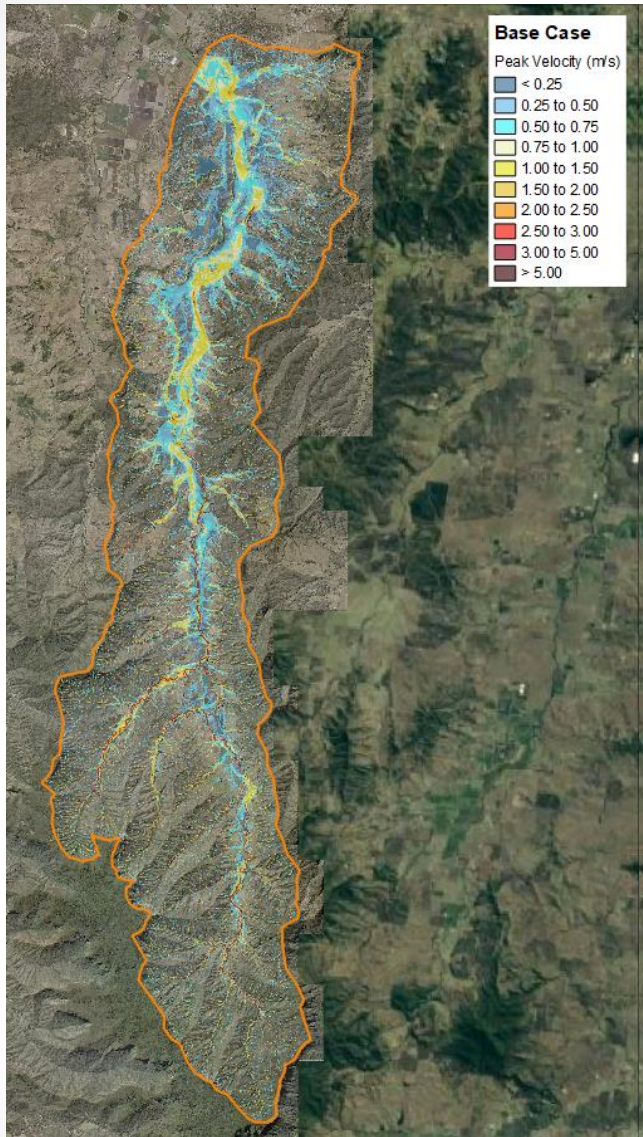 Base Case
Peak Velocity (m/s)
< 0.25
0.25 to 0.50
0.50 to 0.75
0.75 to 1.00
1.00 to 1.50
1.50 to 2.00
2.00 to 2.50
2.50 to 3.00
3.00 to 5.00
> 5.00